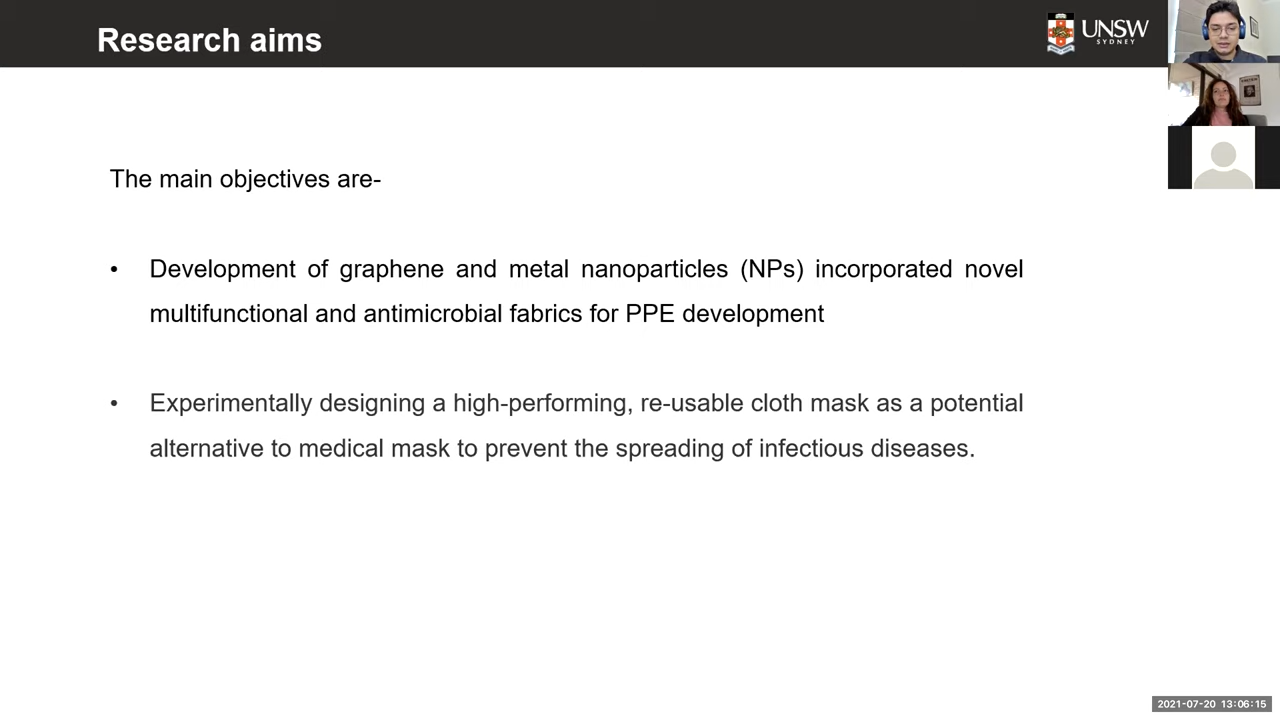 Research aims
UNSW
SYDNEY
The main objectives are-
• Development of graphene and metal nanoparticles (NPs) incorporated novel
multifunctional and antimicrobial fabrics for PPE development
• Experimentally designing a high-performing, re-usable cloth mask as a potential
alternative to medical mask to prevent the spreading of infectious diseases.
2021-07-20 13:06:15